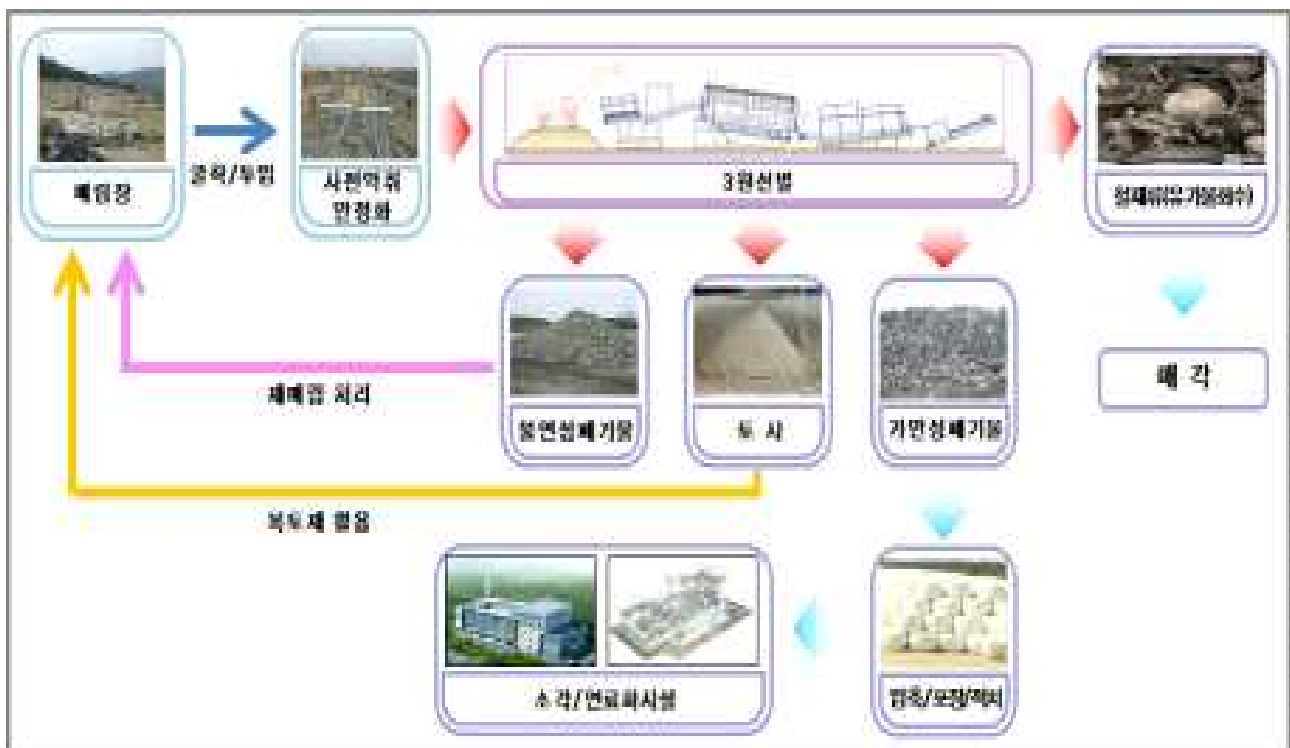 매립장
굴착/투입
사전악취
안정화
3원선별
재매립 처리
불연성폐기물
토 사
가연성폐기물
매 각
복토재 활용
소각/연료화시설
압축/포장/적치